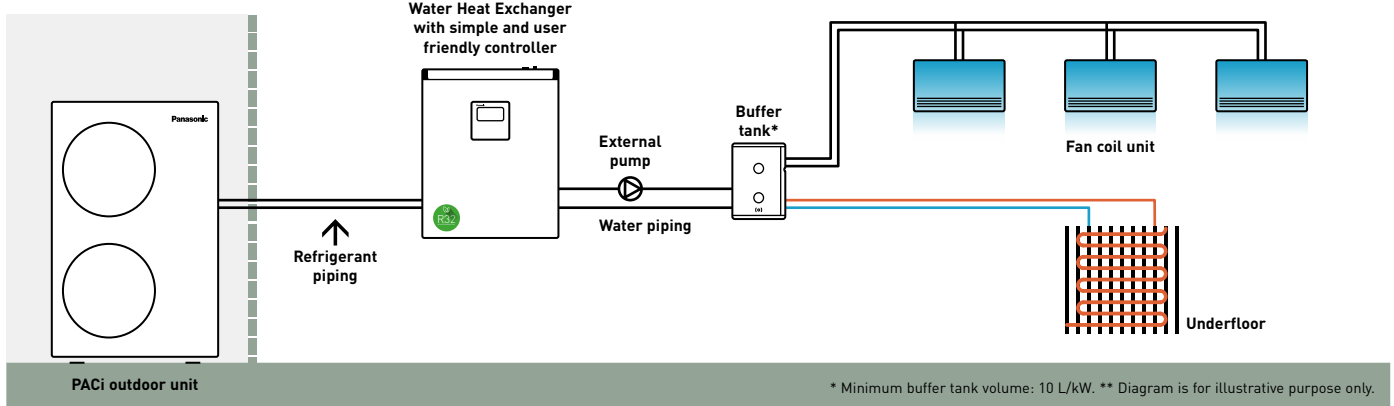 Water Heat Exchanger
with simple and user
friendly controller
Panasonic
R32
External
pump
Buffer
tank*
Fan coil unit
Water piping
Refrigerant
piping
Underfloor
PACi outdoor unit
* Minimum buffer tank volume: 10 L/kW. ** Diagram is for illustrative purpose only.